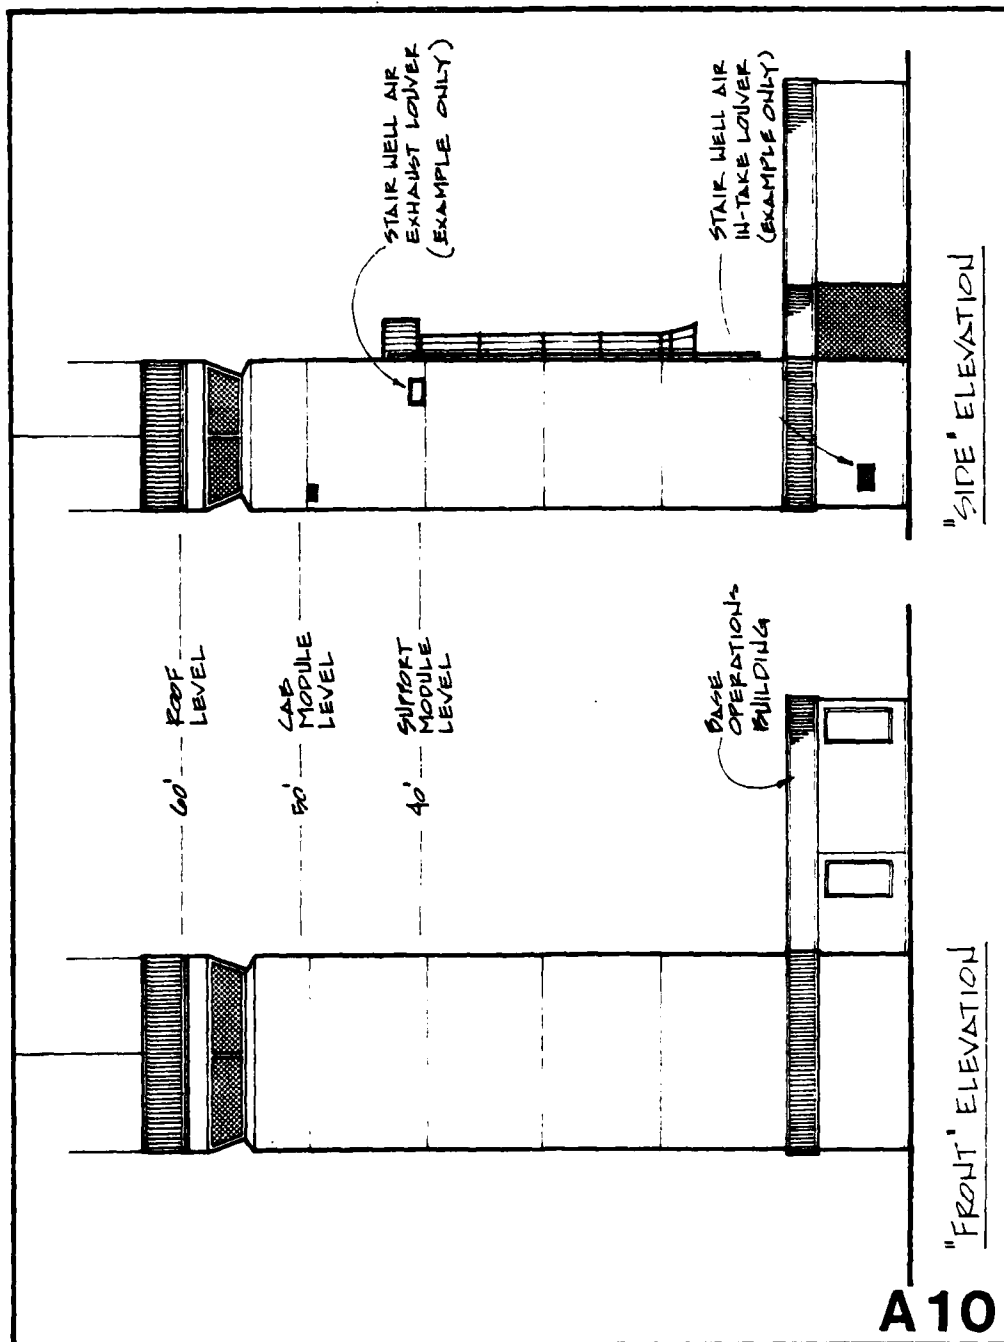 STAIR WELL AIR
EXHAUST LOUVER
(EXAMPLE ONLY)
STAIR WELL AIR
IN-TAKE LOUVER
(EXAMPLE ONLY)
"SIDE" ELEVATION
60'
ROOF
LEVEL
50'
CAB
MODULE
LEVEL
40'
SUPPORT
MODULE
LEVEL
BASE
OPERATIONS
BUILDING
"FRONT' ELEVATION
A10